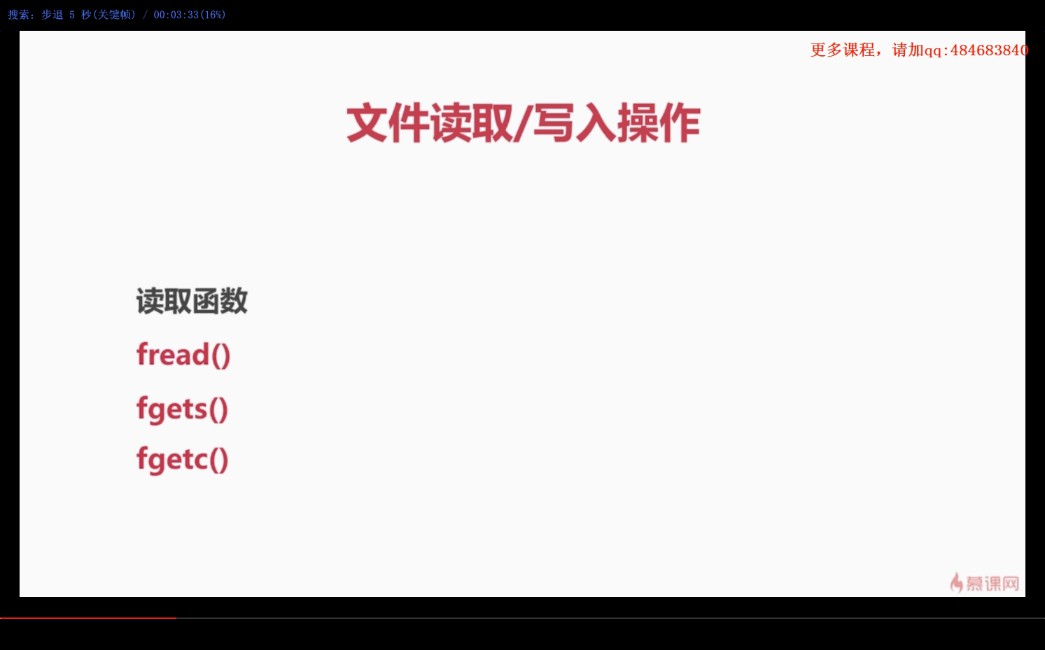 搜索: 步退 5 秒(关键帧) / 00:03:33(16%)
更多课程，请加qq:484683840
文件读取/写入操作
读取函数
fread()
fgets()
fgetc()
慕课网